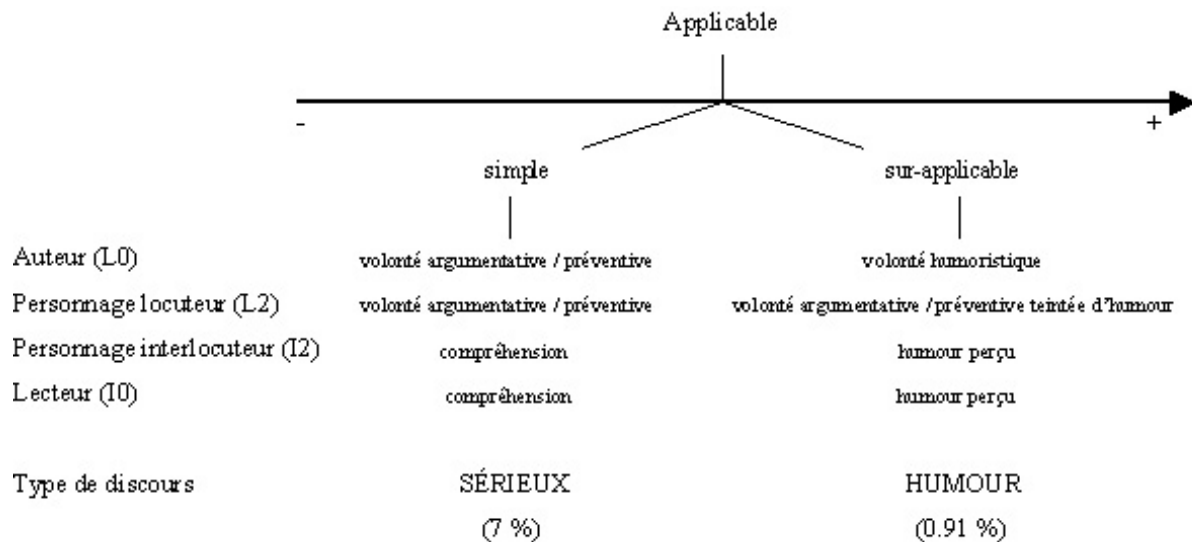 Applicable
- +
simple sur-applicable
Auteur (L0) volonté argumentative / préventive volonté humoristique
Personnage locuteur (L2) volonté argumentative / préventive volonté argumentative / préventive teintée d'humour
Personnage interlocuteur (I2) compréhension humour perçu
Lecteur (I0) compréhension humour perçu
Type de discours SÉRIEUX HUMOUR
(7 %) (0.91 %)